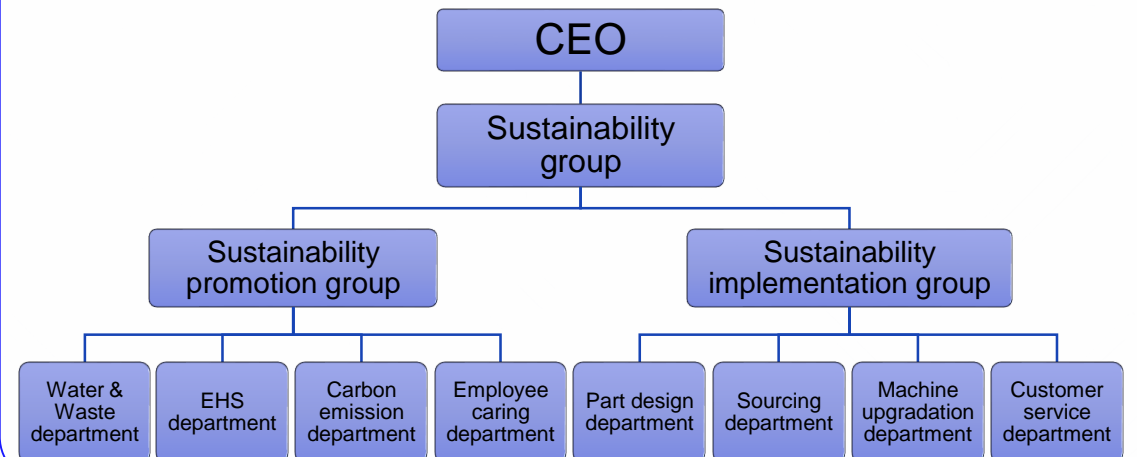 CEO
Sustainability
group
Sustainability
promotion group
Sustainability
implementation group
Water &
Waste
department
EHS
department
Carbon
emission
department
Employee
caring
department
Part design
department
Sourcing
department
Machine
upgradation
department
Customer
service
department